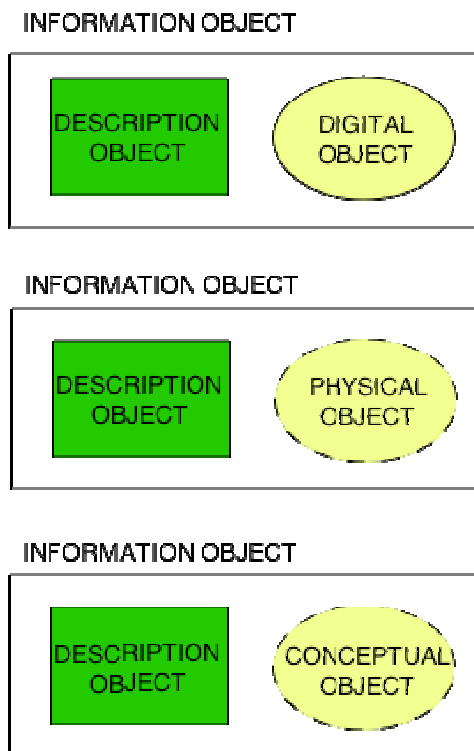 INFORMATION OBJECT
DESCRIPTION
OBJECT
DIGITAL
OBJECT
INFORMATION OBJECT
DESCRIPTION
OBJECT
PHYSICAL
OBJECT
INFORMATION OBJECT
DESCRIPTION
OBJECT
CONCEPTUAL
OBJECT